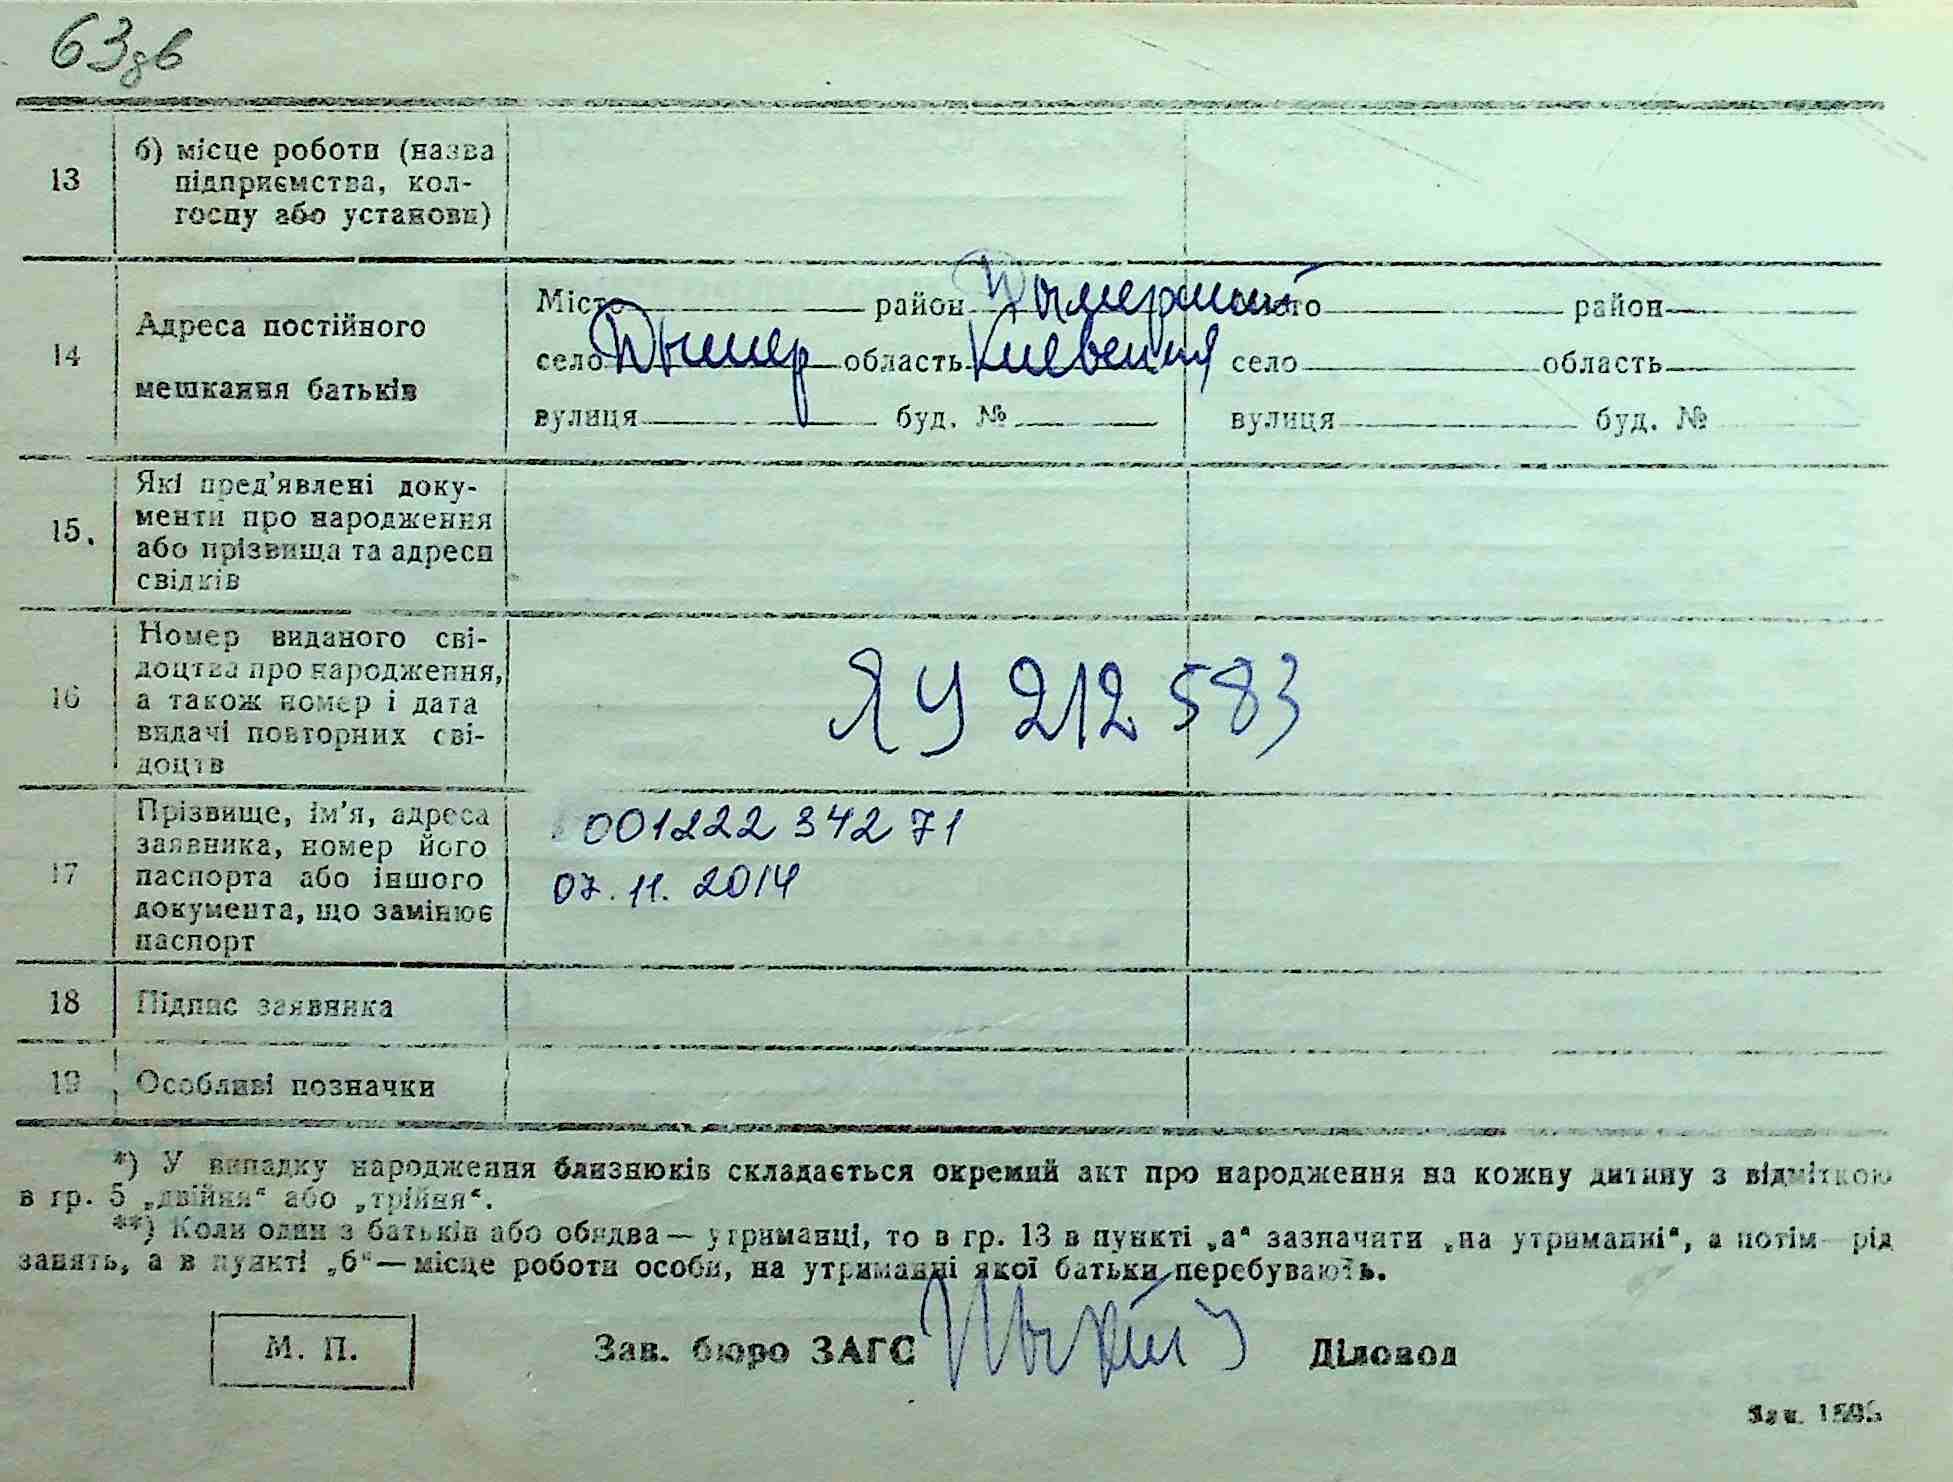 63зв
13
б) місце роботи (назва
підприємства, кол-
госпу або установи)
14
Адреса постійного
мешкання батьків
Місто район Дымерский Місто район
село Дымер область Киевская село область
вулиця буд. № вулиця буд. №
15.
Які пред’явлені доку-
менти про народження
або прізвища та адреси
свідків
16
Номер виданого сві-
доцтва про народження,
а також номер і дата
видачі повторних сві-
доцтв
ЯУ 212583
17
Прізвище, ім’я, адреса
заявника, номер його
паспорта або іншого
документа, що замінює
паспорт
00122234271
07.11.2014
18 Підпис заявника
19 Особливі позначки
*) У випадку народження близнюків складається окремий акт про народження на кожну дитину з відміткою
в гр. 5 „двійня“ або „трійня“.
**) Коли один з батьків або обидва — утриманці, то в гр. 13 в пункті „а“ зазначити „на утриманні“, а потім рід
занять, а в пункті „б“ — місце роботи особи, на утриманні якої батьки перебувають.
М. П.
Зав. бюро ЗАГС
Діловод